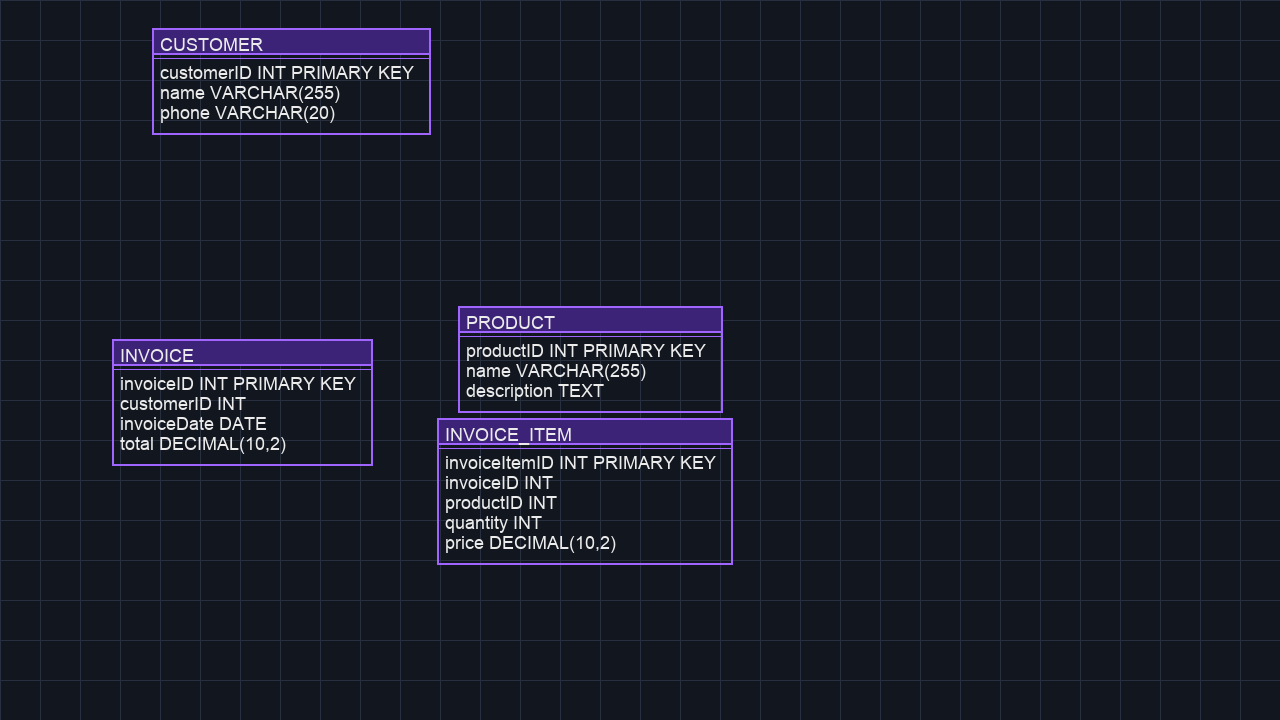 CUSTOMER
customerID INT PRIMARY KEY
name VARCHAR(255)
phone VARCHAR(20)
INVOICE
invoiceID INT PRIMARY KEY
customerID INT
invoiceDate DATE
total DECIMAL(10,2)
PRODUCT
productID INT PRIMARY KEY
name VARCHAR(255)
description TEXT
INVOICE_ITEM
invoiceItemID INT PRIMARY KEY
invoiceID INT
productID INT
quantity INT
price DECIMAL(10,2)